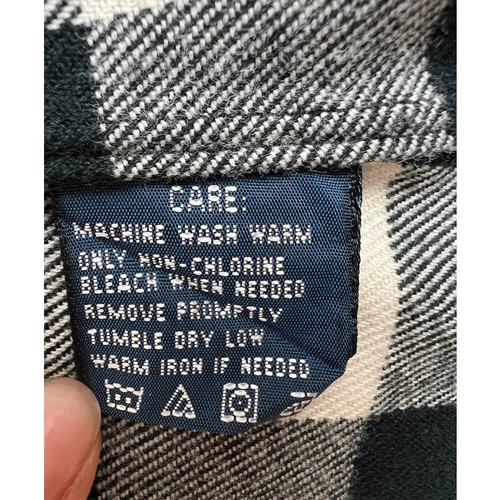 CARE:
MACHINE WASH WARM
ONLY NON-CHLORINE
BLEACH WHEN NEEDED
REMOVE PROMPTLY
TUMBLE DRY LOW
WARM IRON IF NEEDED